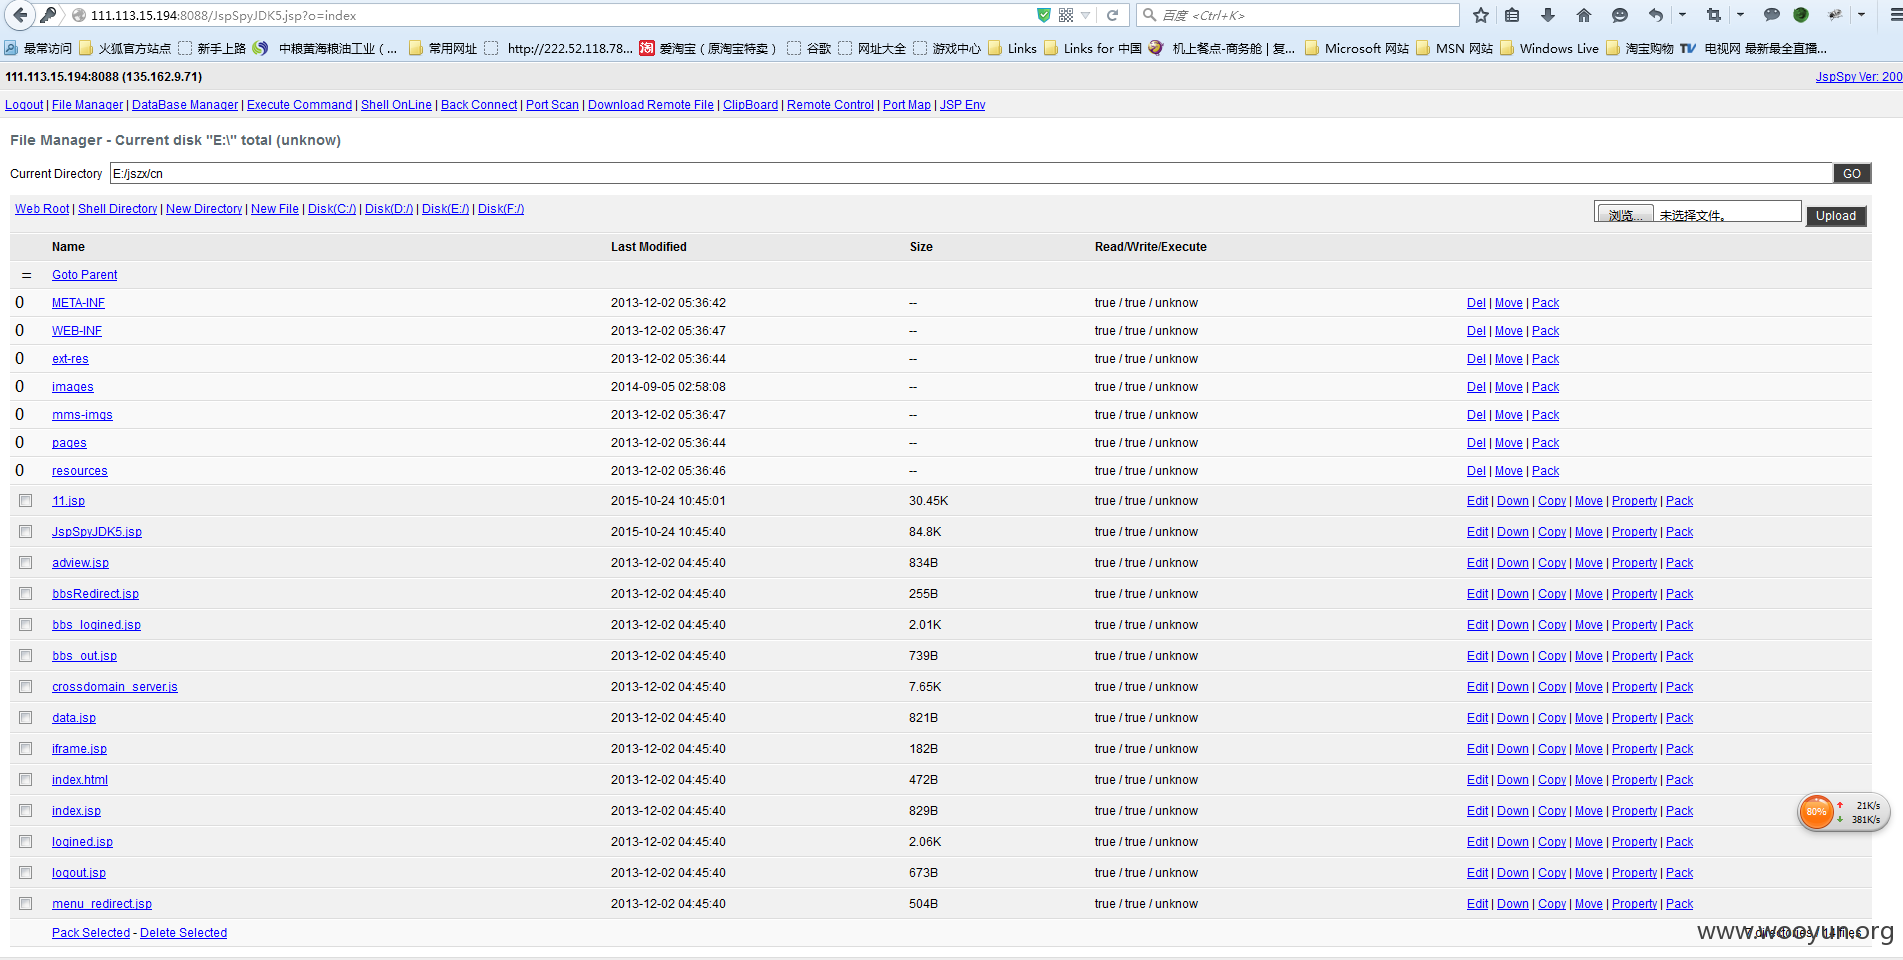 111.113.15.194:8088/JspSpyJDK5.jsp?o=index
百度 <Ctrl+K>
最常访问 火狐官方站点 新手上路 中粮黄海粮油工业（... 常用网址 http://222.52.118.78... 爱淘宝（原淘宝特卖） 谷歌 网址大全 游戏中心 Links Links for 中国 机上餐点-商务舱 | 复... Microsoft 网站 MSN 网站 Windows Live 淘宝购物 电视网 最新最全直播...
111.113.15.194:8088 (135.162.9.71) JspSpy Ver: 200
Logout | File Manager | DataBase Manager | Execute Command | Shell OnLine | Back Connect | Port Scan | Download Remote File | ClipBoard | Remote Control | Port Map | JSP Env
File Manager - Current disk "E:\" total (unknow)
Current Directory E:/jszx/cn GO
Web Root | Shell Directory | New Directory | New File | Disk(C:/) | Disk(D:/) | Disk(E:/) | Disk(F:/) 浏览... 未选择文件。 Upload
Name Last Modified Size Read/Write/Execute
= Goto Parent
0 META-INF 2013-12-02 05:36:42 -- true / true / unknow Del | Move | Pack
0 WEB-INF 2013-12-02 05:36:47 -- true / true / unknow Del | Move | Pack
0 ext-res 2013-12-02 05:36:44 -- true / true / unknow Del | Move | Pack
0 images 2014-09-05 02:58:08 -- true / true / unknow Del | Move | Pack
0 mms-imgs 2013-12-02 05:36:47 -- true / true / unknow Del | Move | Pack
0 pages 2013-12-02 05:36:44 -- true / true / unknow Del | Move | Pack
0 resources 2013-12-02 05:36:46 -- true / true / unknow Del | Move | Pack
11.jsp 2015-10-24 10:45:01 30.45K true / true / unknow Edit | Down | Copy | Move | Property | Pack
JspSpyJDK5.jsp 2015-10-24 10:45:40 84.8K true / true / unknow Edit | Down | Copy | Move | Property | Pack
adview.jsp 2013-12-02 04:45:40 834B true / true / unknow Edit | Down | Copy | Move | Property | Pack
bbsRedirect.jsp 2013-12-02 04:45:40 255B true / true / unknow Edit | Down | Copy | Move | Property | Pack
bbs_logined.jsp 2013-12-02 04:45:40 2.01K true / true / unknow Edit | Down | Copy | Move | Property | Pack
bbs_out.jsp 2013-12-02 04:45:40 739B true / true / unknow Edit | Down | Copy | Move | Property | Pack
crossdomain_server.js 2013-12-02 04:45:40 7.65K true / true / unknow Edit | Down | Copy | Move | Property | Pack
data.jsp 2013-12-02 04:45:40 821B true / true / unknow Edit | Down | Copy | Move | Property | Pack
iframe.jsp 2013-12-02 04:45:40 182B true / true / unknow Edit | Down | Copy | Move | Property | Pack
index.html 2013-12-02 04:45:40 472B true / true / unknow Edit | Down | Copy | Move | Property | Pack
index.jsp 2013-12-02 04:45:40 829B true / true / unknow Edit | Down | Copy | Move | Property | Pack
logined.jsp 2013-12-02 04:45:40 2.06K true / true / unknow Edit | Down | Copy | Move | Property | Pack
logout.jsp 2013-12-02 04:45:40 673B true / true / unknow Edit | Down | Copy | Move | Property | Pack
menu_redirect.jsp 2013-12-02 04:45:40 504B true / true / unknow Edit | Down | Copy | Move | Property | Pack
Pack Selected - Delete Selected 7 directories / 14 files
80% 21K/s
381K/s
www.wooyun.org